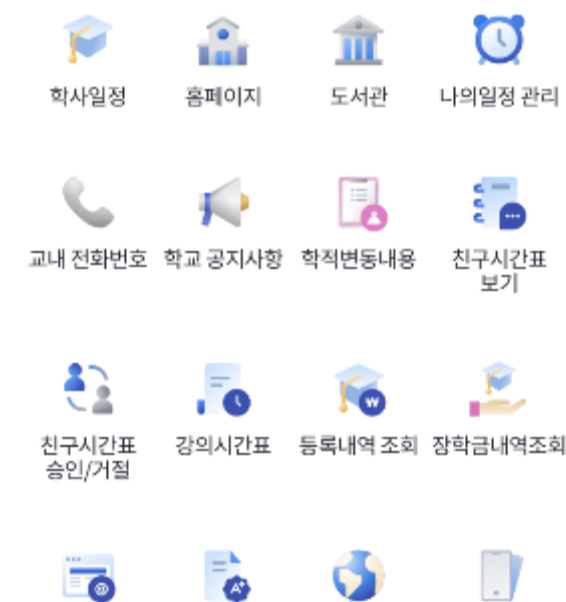 학사일정 홈페이지 도서관 나의일정 관리
교내 전화번호 학교 공지사항 학적변동내용 친구시간표
보기
친구시간표 강의시간표 등록내역 조회 장학금내역조회
승인/거절
W
@
A+